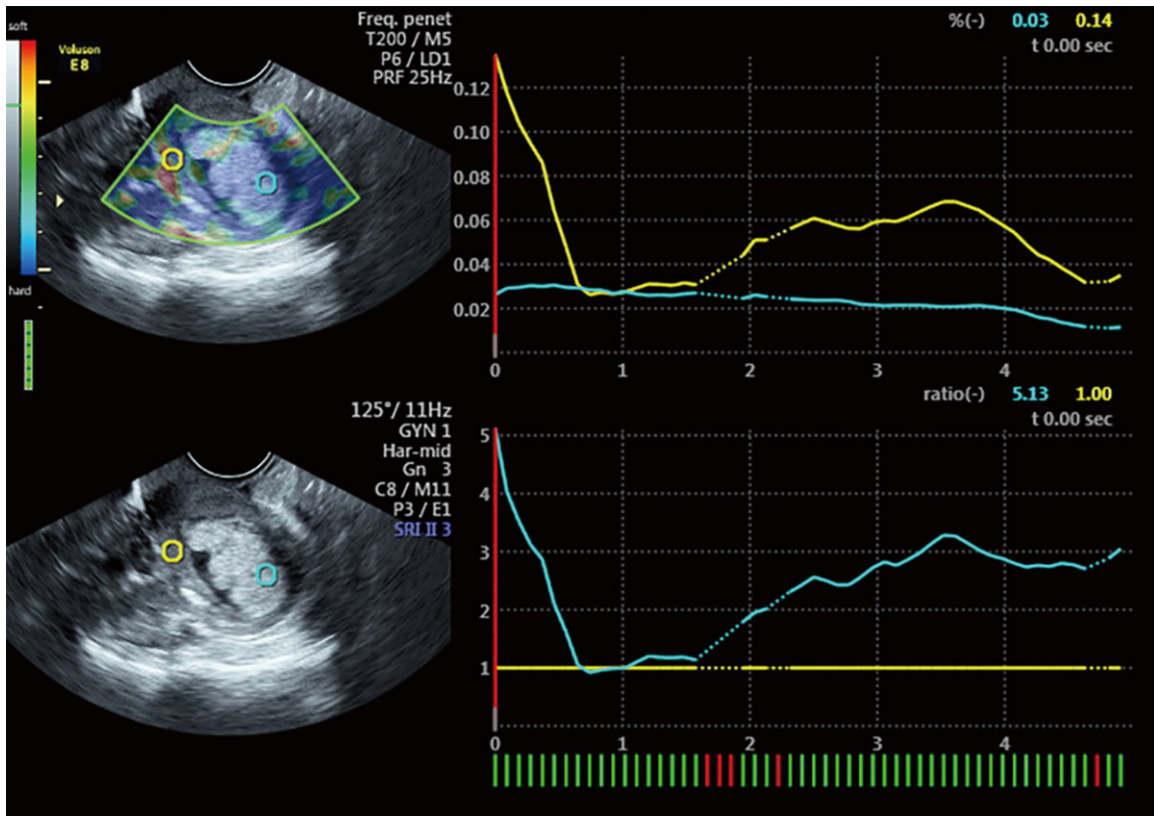 soft
Voluson
E8
hard
Freq. penet
T200 / M5
P6 / LD1
PRF 25Hz
%(-) 0.03 0.14
t 0.00 sec
0.12
0.10
0.08
0.06
0.04
0.02
0 1 2 3 4
125°/ 11Hz
GYN 1
Har-mid
Gn 3
C8 / M11
P3 / E1
SRI II 3
ratio(-) 5.13 1.00
t 0.00 sec
5
4
3
2
1
0 1 2 3 4